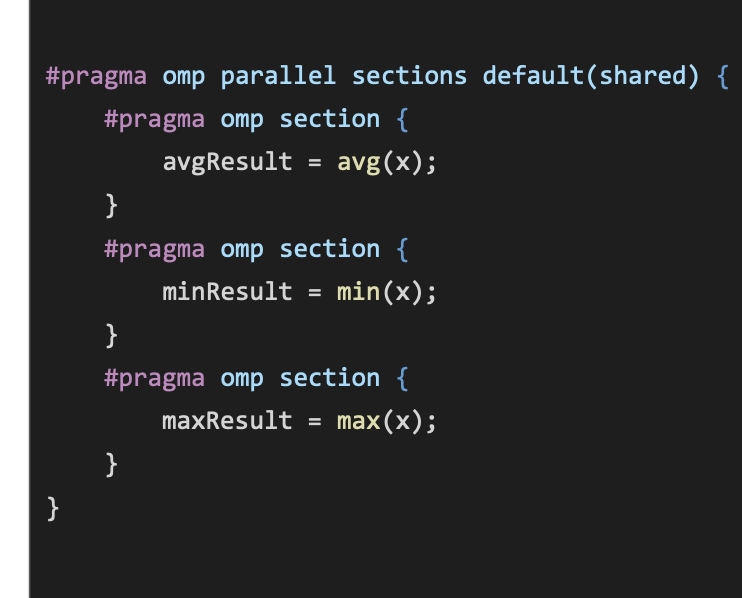 #pragma omp parallel sections default(shared) {
    #pragma omp section {
        avgResult = avg(x);
    }
    #pragma omp section {
        minResult = min(x);
    }
    #pragma omp section {
        maxResult = max(x);
    }
}